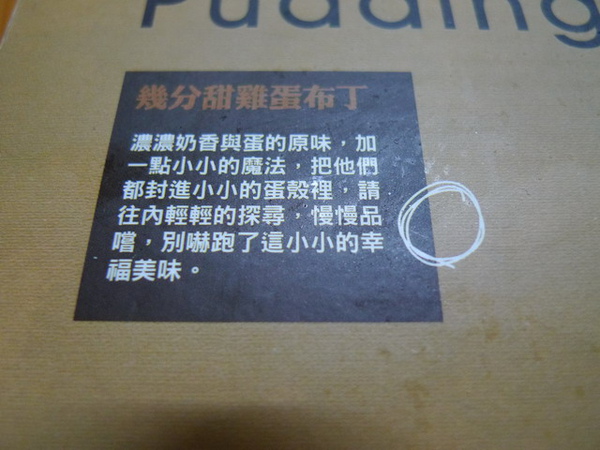 Pudding
幾分甜雞蛋布丁
濃濃奶香與蛋的原味，加
一點小小的魔法，把他們
都封進小小的蛋殼裡，請
往內輕輕的探尋，慢慢品
嚐，別嚇跑了這小小的幸
福美味。